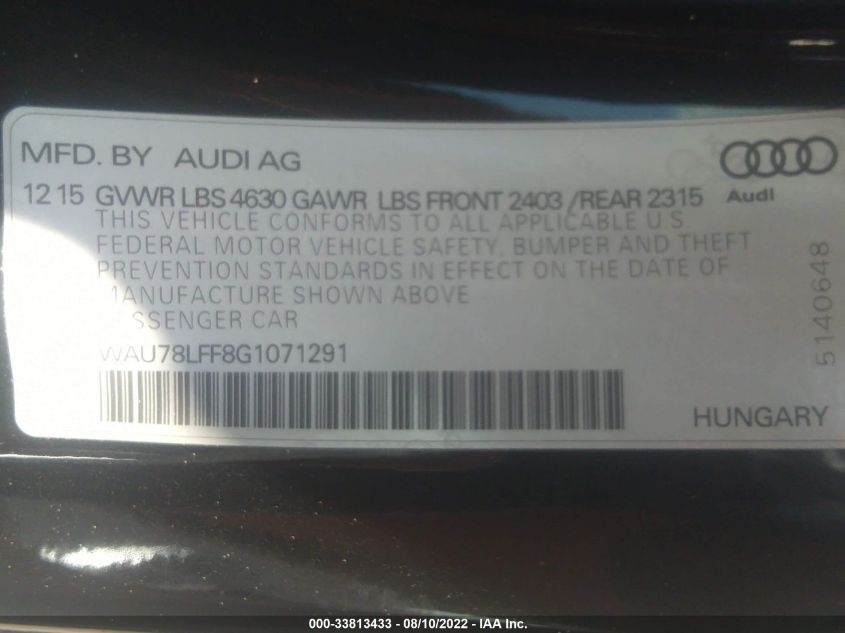 MFD. BY AUDI AG
12 15 GVWR LBS 4630 GAWR LBS FRONT 2403 /REAR 2315
Audi
THIS VEHICLE CONFORMS TO ALL APPLICABLE U.S.
FEDERAL MOTOR VEHICLE SAFETY, BUMPER AND THEFT
PREVENTION STANDARDS IN EFFECT ON THE DATE OF
MANUFACTURE SHOWN ABOVE
PASSENGER CAR
WAU78LFF8G1071291
HUNGARY
5140648
000-33813433 - 08/10/2022 - IAA Inc.